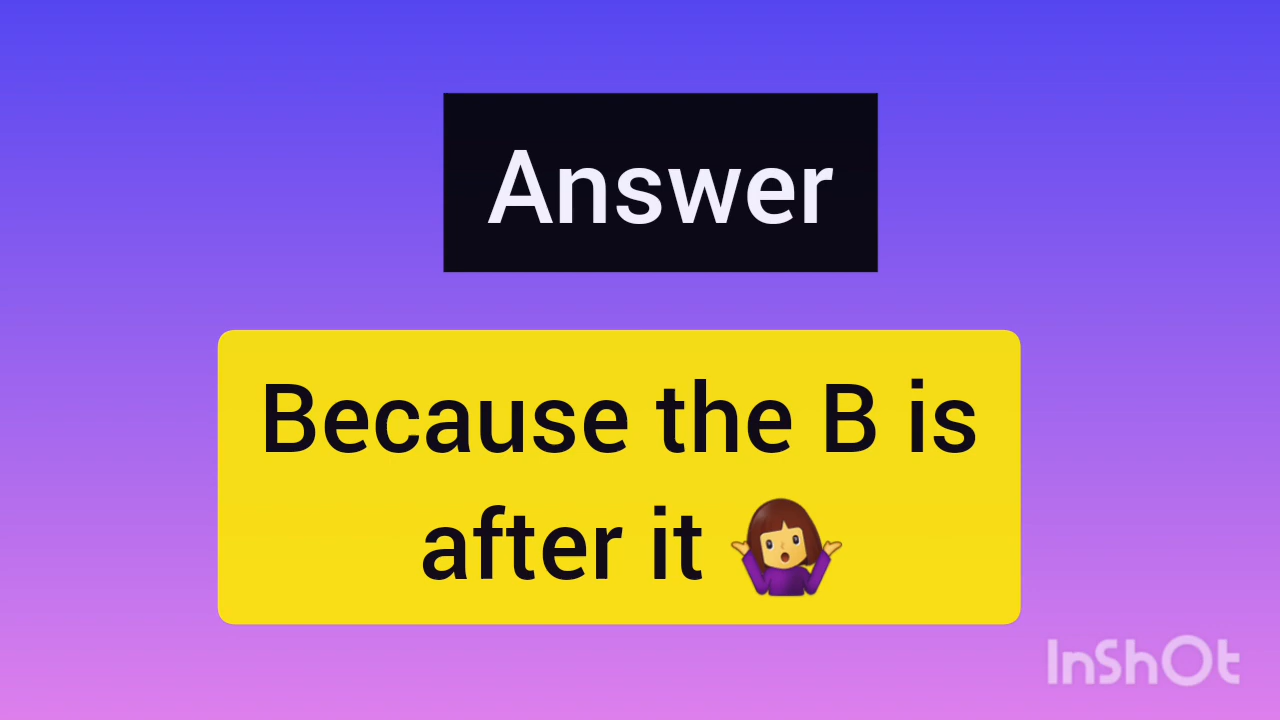 Answer
Because the B is
after it 🤷‍♀️
InShOt